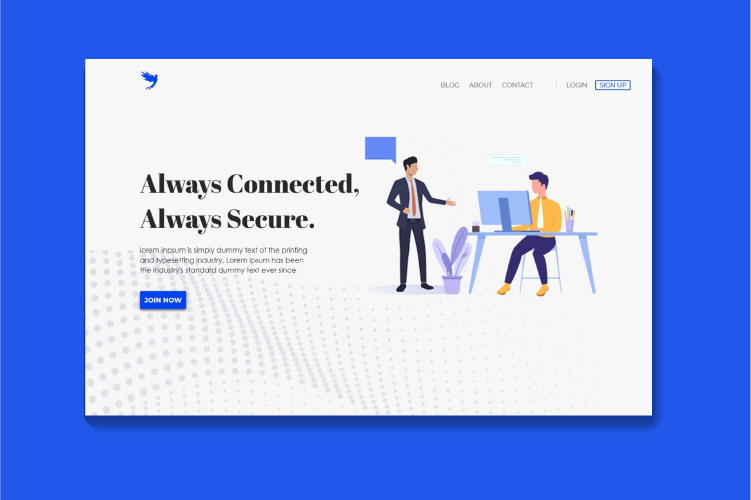 BLOG ABOUT CONTACT | LOGIN SIGN UP
Always Connected,
Always Secure.
lorem inpsum is simply dummy text of the printing
and typesetting industry. Lorem Ipsum has been
the industry's standard dummy text ever since
JOIN NOW